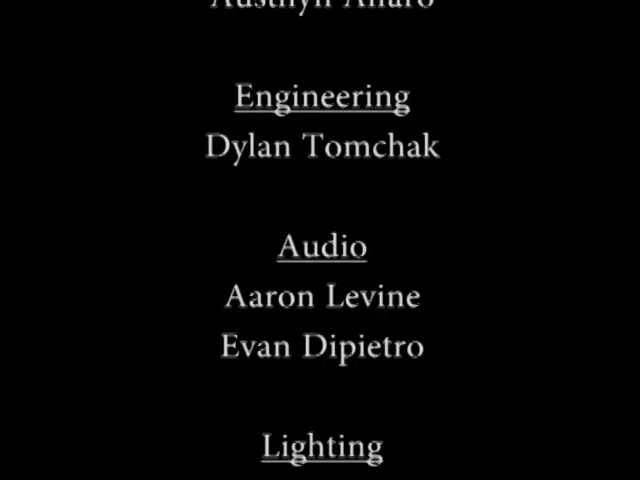 Engineering
Dylan Tomchak
Audio
Aaron Levine
Evan Dipietro
Lighting